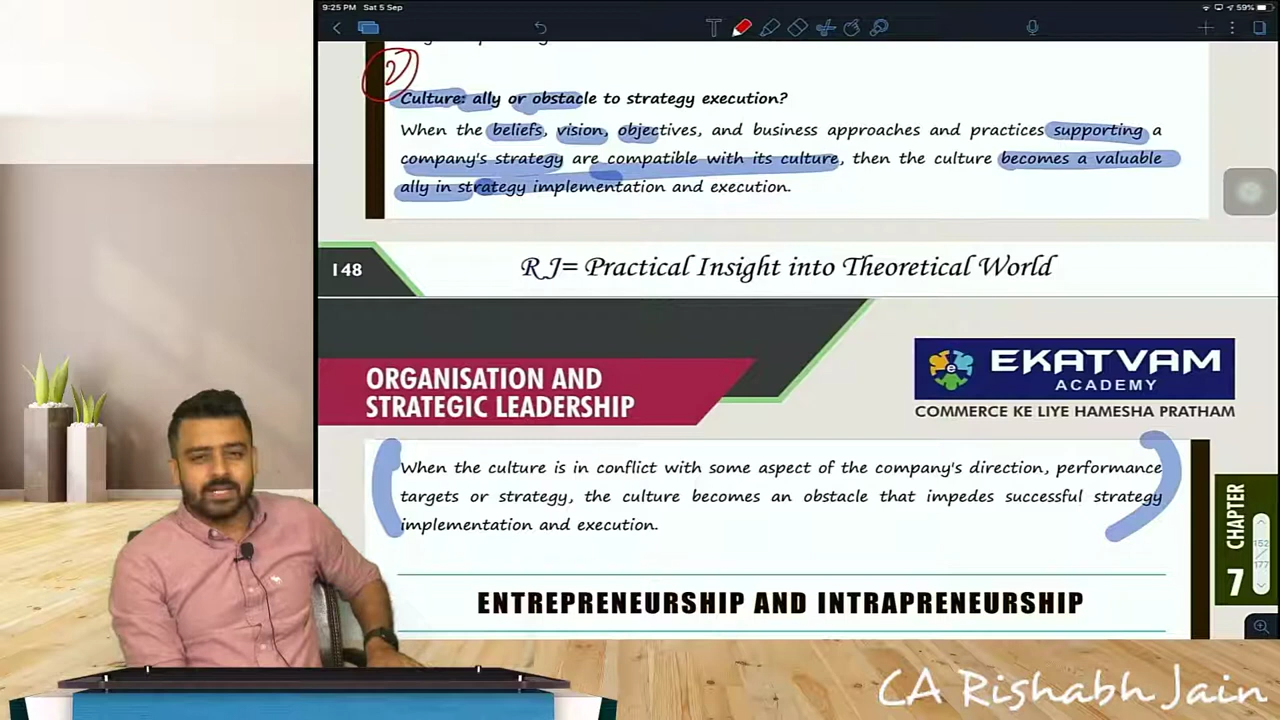 9:25 PM Sat 5 Sep
59%
2
Culture: ally or obstacle to strategy execution?
When the beliefs, vision, objectives, and business approaches and practices supporting a
company's strategy are compatible with its culture, then the culture becomes a valuable
ally in strategy implementation and execution.
148
R J= Practical Insight into Theoretical World
ORGANISATION AND
STRATEGIC LEADERSHIP
EKATVAM
ACADEMY
COMMERCE KE LIYE HAMESHA PRATHAM
When the culture is in conflict with some aspect of the company's direction, performance
targets or strategy, the culture becomes an obstacle that impedes successful strategy
implementation and execution.
CHAPTER
7
152
/
177
ENTREPRENEURSHIP AND INTRAPRENEURSHIP
CA Rishabh Jain